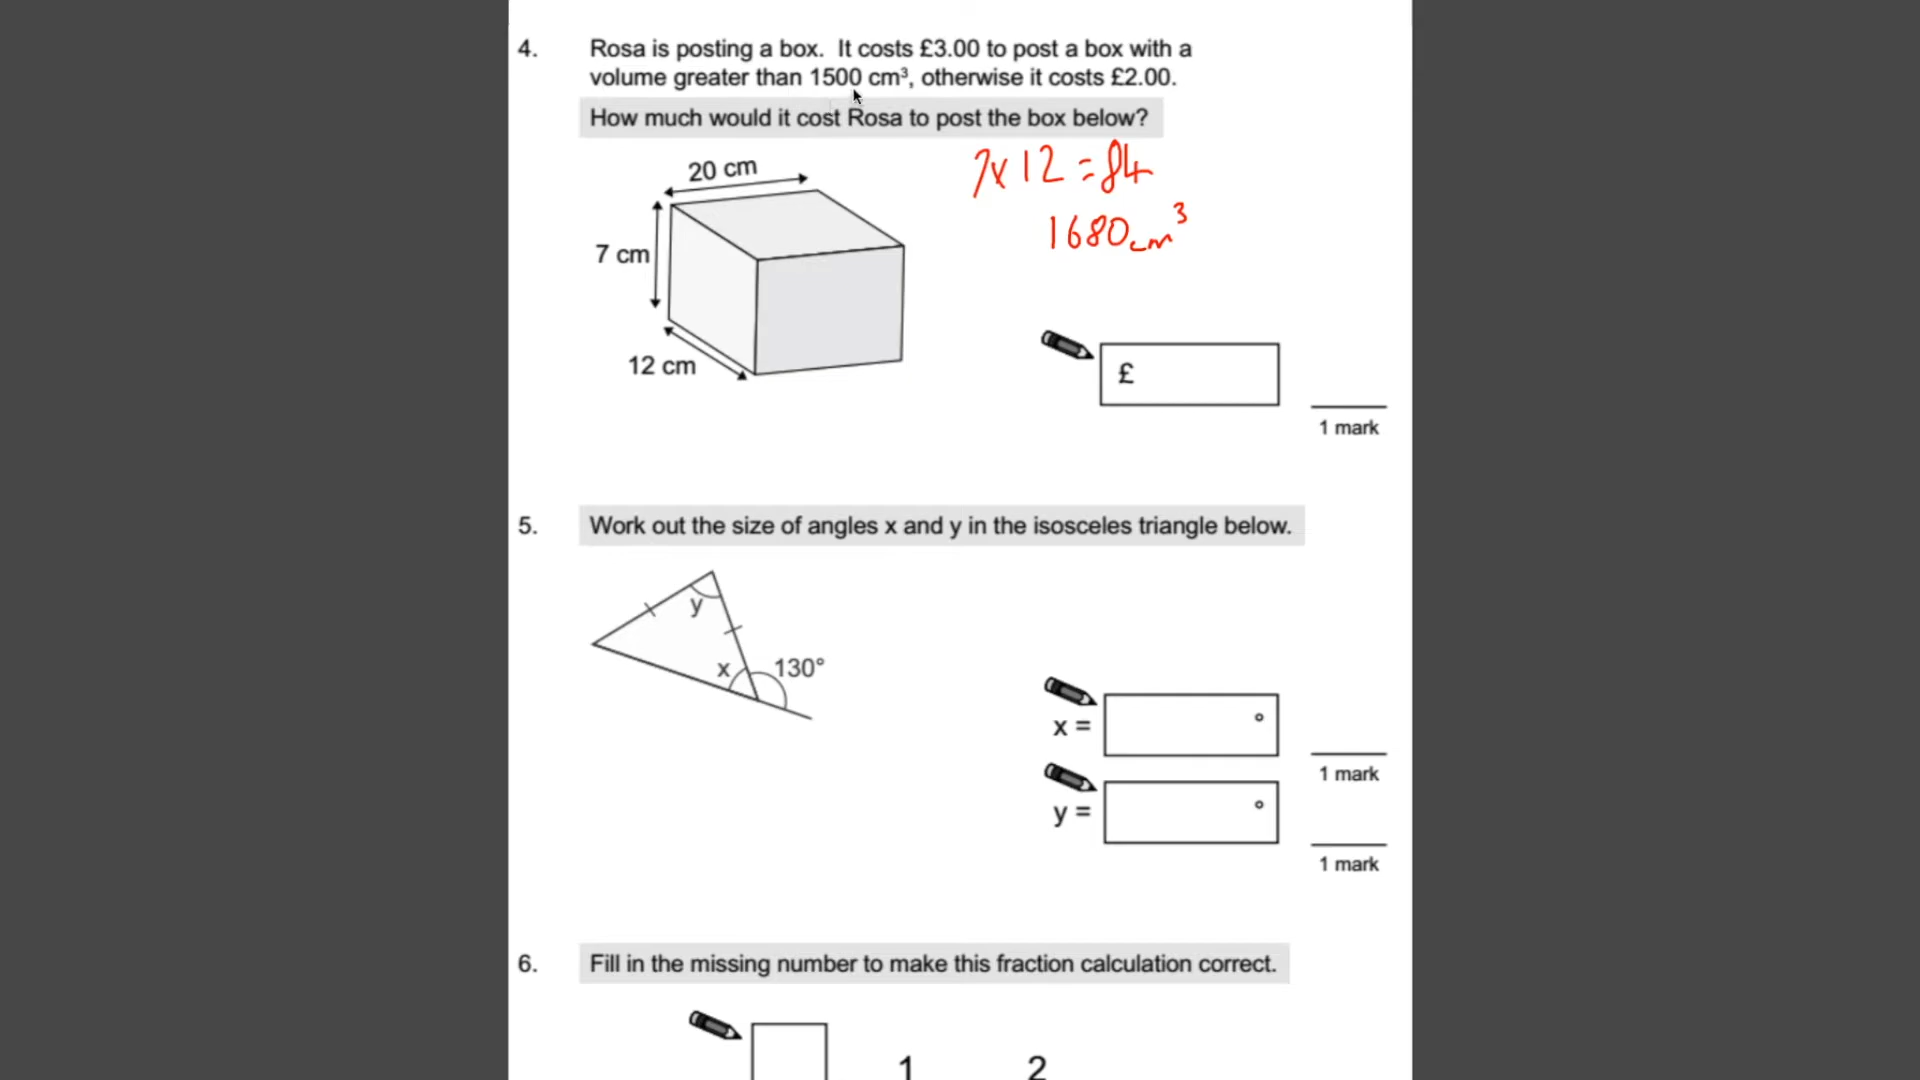 4. Rosa is posting a box. It costs £3.00 to post a box with a
volume greater than 1500 cm³, otherwise it costs £2.00.
How much would it cost Rosa to post the box below?
20 cm
7 cm
12 cm
7x12=84
1680cm³
£
1 mark
5. Work out the size of angles x and y in the isosceles triangle below.
y
x 130°
x = °
1 mark
y = °
1 mark
6. Fill in the missing number to make this fraction calculation correct.
1 2